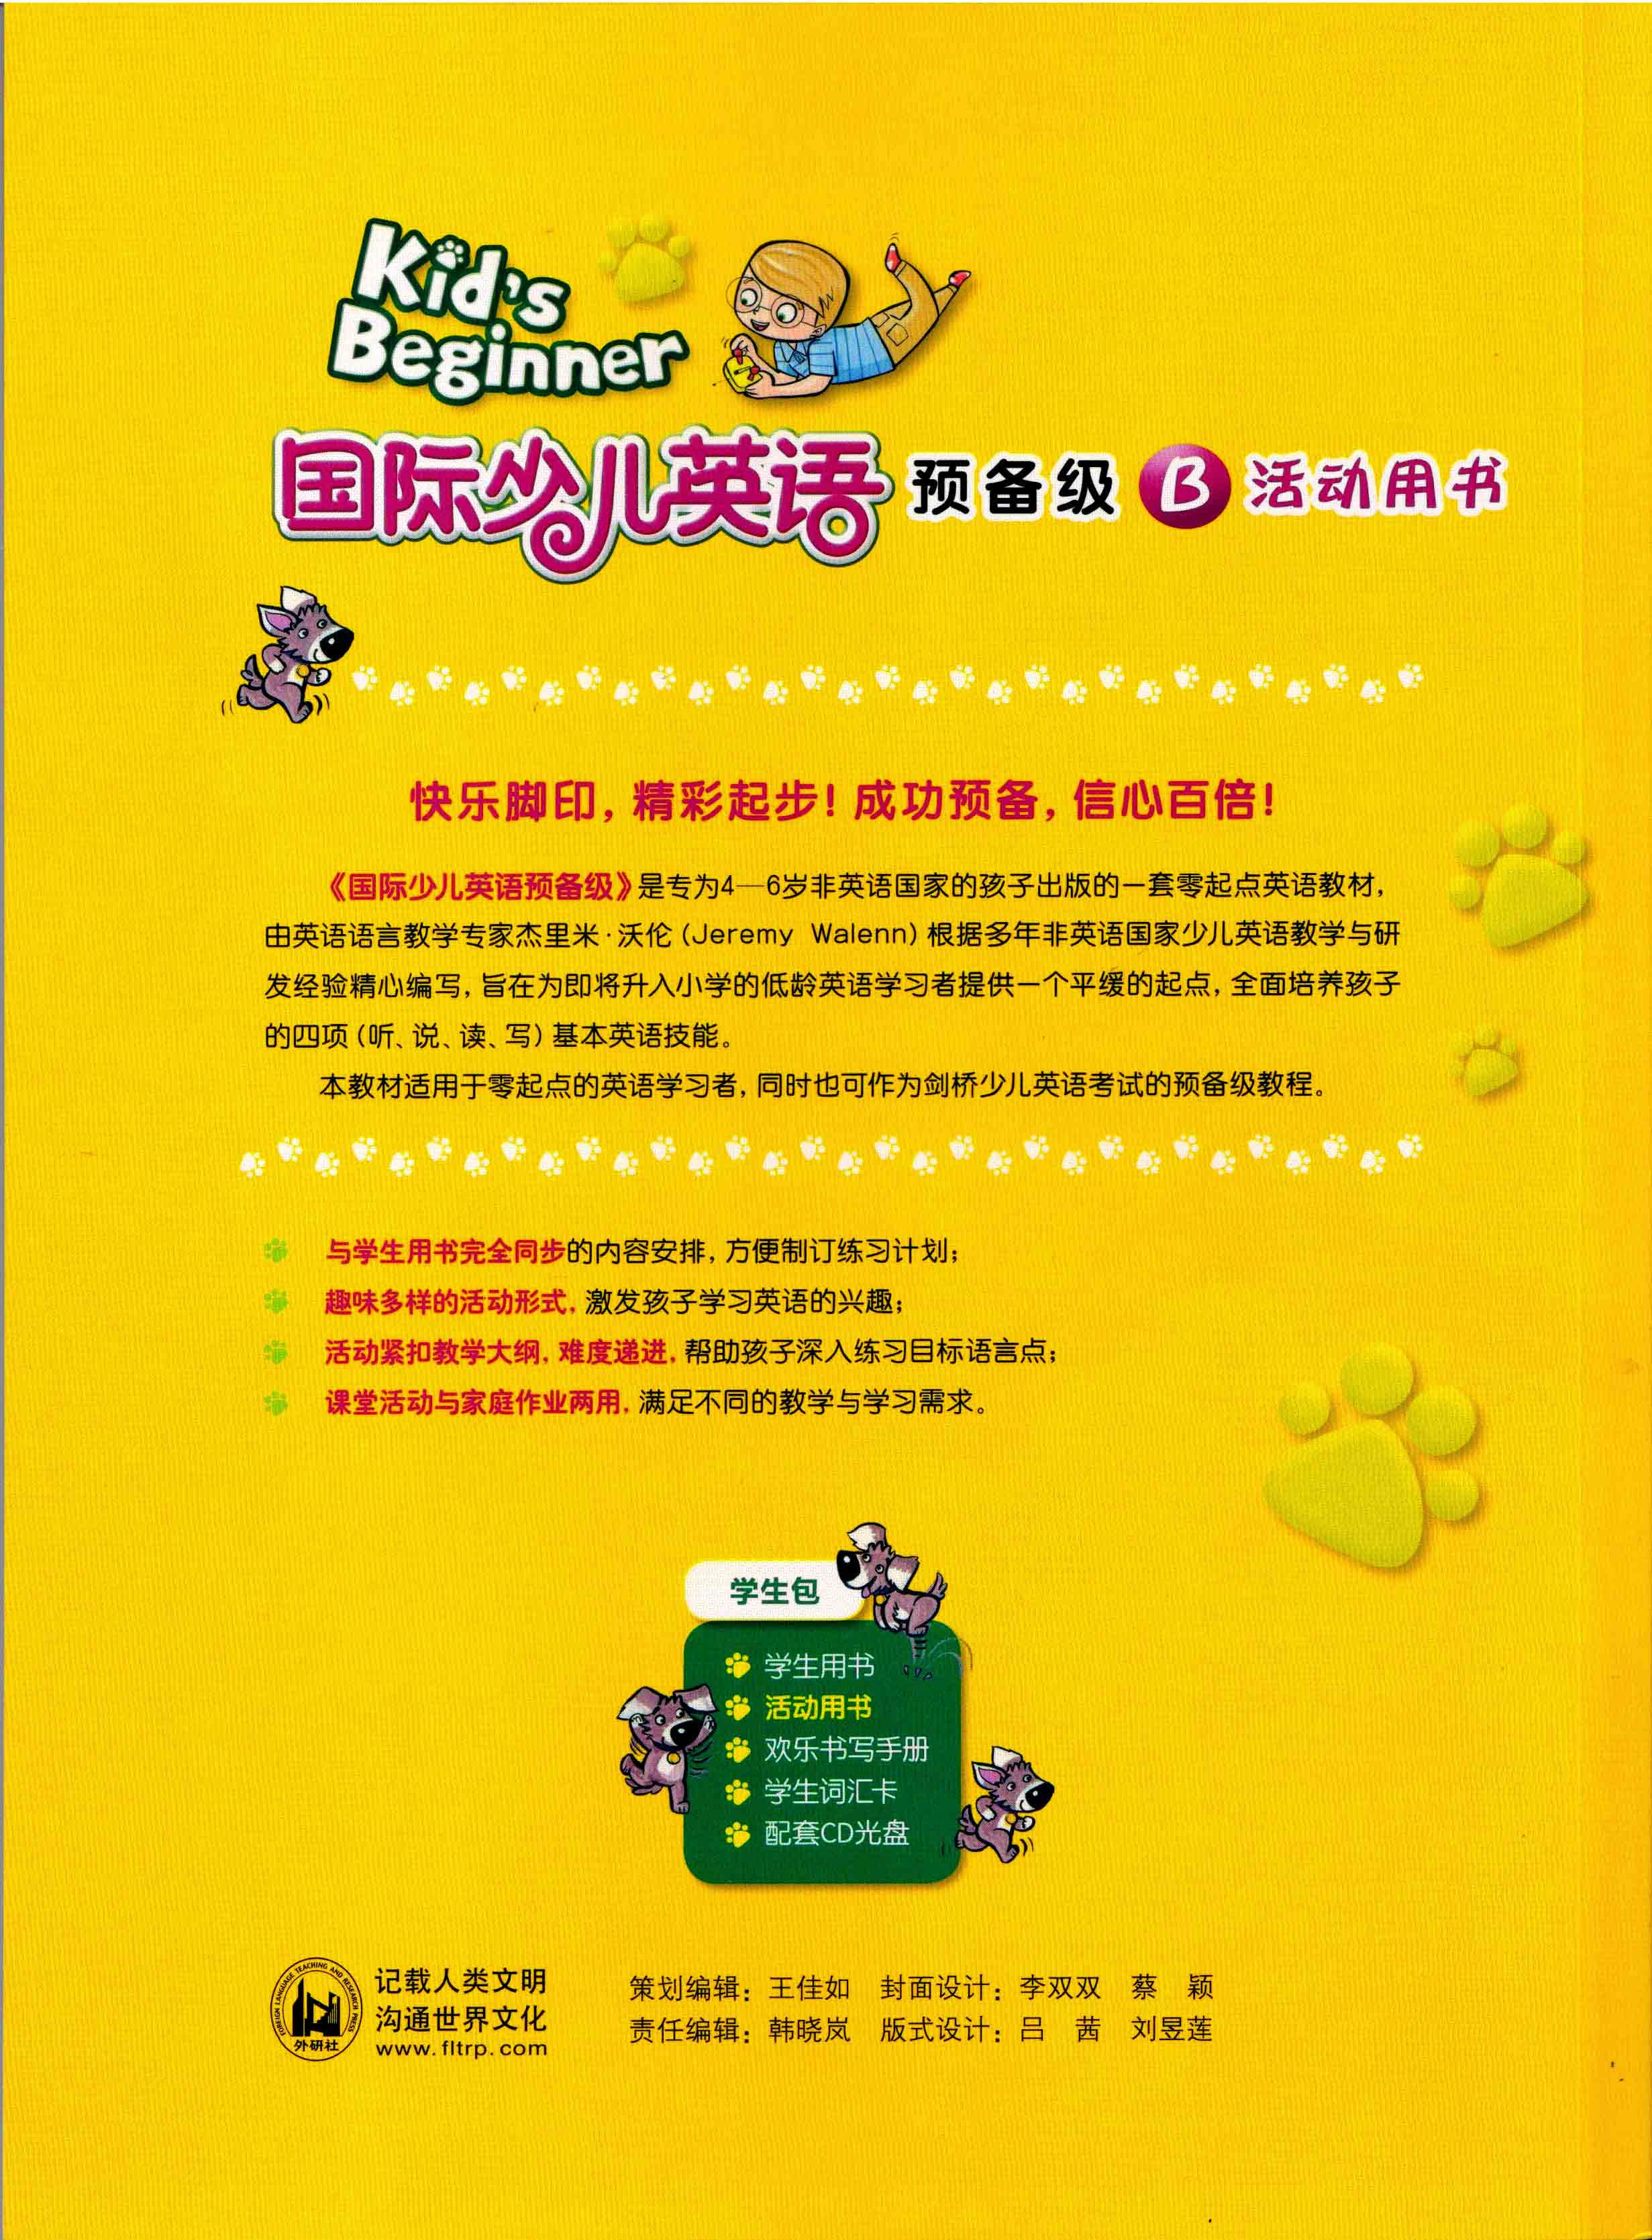 Kid's
Beginner
国际少儿英语 预备级 B 活动用书
快乐脚印，精彩起步！成功预备，信心百倍！
《国际少儿英语预备级》是专为4—6岁非英语国家的孩子出版的一套零起点英语教材，
由英语语言教学专家杰里米·沃伦（Jeremy Walenn）根据多年非英语国家少儿英语教学与研
发经验精心编写，旨在为即将升入小学的低龄英语学习者提供一个平缓的起点，全面培养孩子
的四项（听、说、读、写）基本英语技能。
本教材适用于零起点的英语学习者，同时也可作为剑桥少儿英语考试的预备级教程。
与学生用书完全同步的内容安排，方便制订练习计划；
趣味多样的活动形式，激发孩子学习英语的兴趣；
活动紧扣教学大纲，难度递进，帮助孩子深入练习目标语言点；
课堂活动与家庭作业两用，满足不同的教学与学习需求。
学生包
学生用书
活动用书
欢乐书写手册
学生词汇卡
配套CD光盘
FOREIGN LANGUAGE TEACHING AND RESEARCH PRESS
外研社
记载人类文明
沟通世界文化
www.fltrp.com
策划编辑：王佳如 封面设计：李双双 蔡 颖
责任编辑：韩晓岚 版式设计：吕 茜 刘昱莲